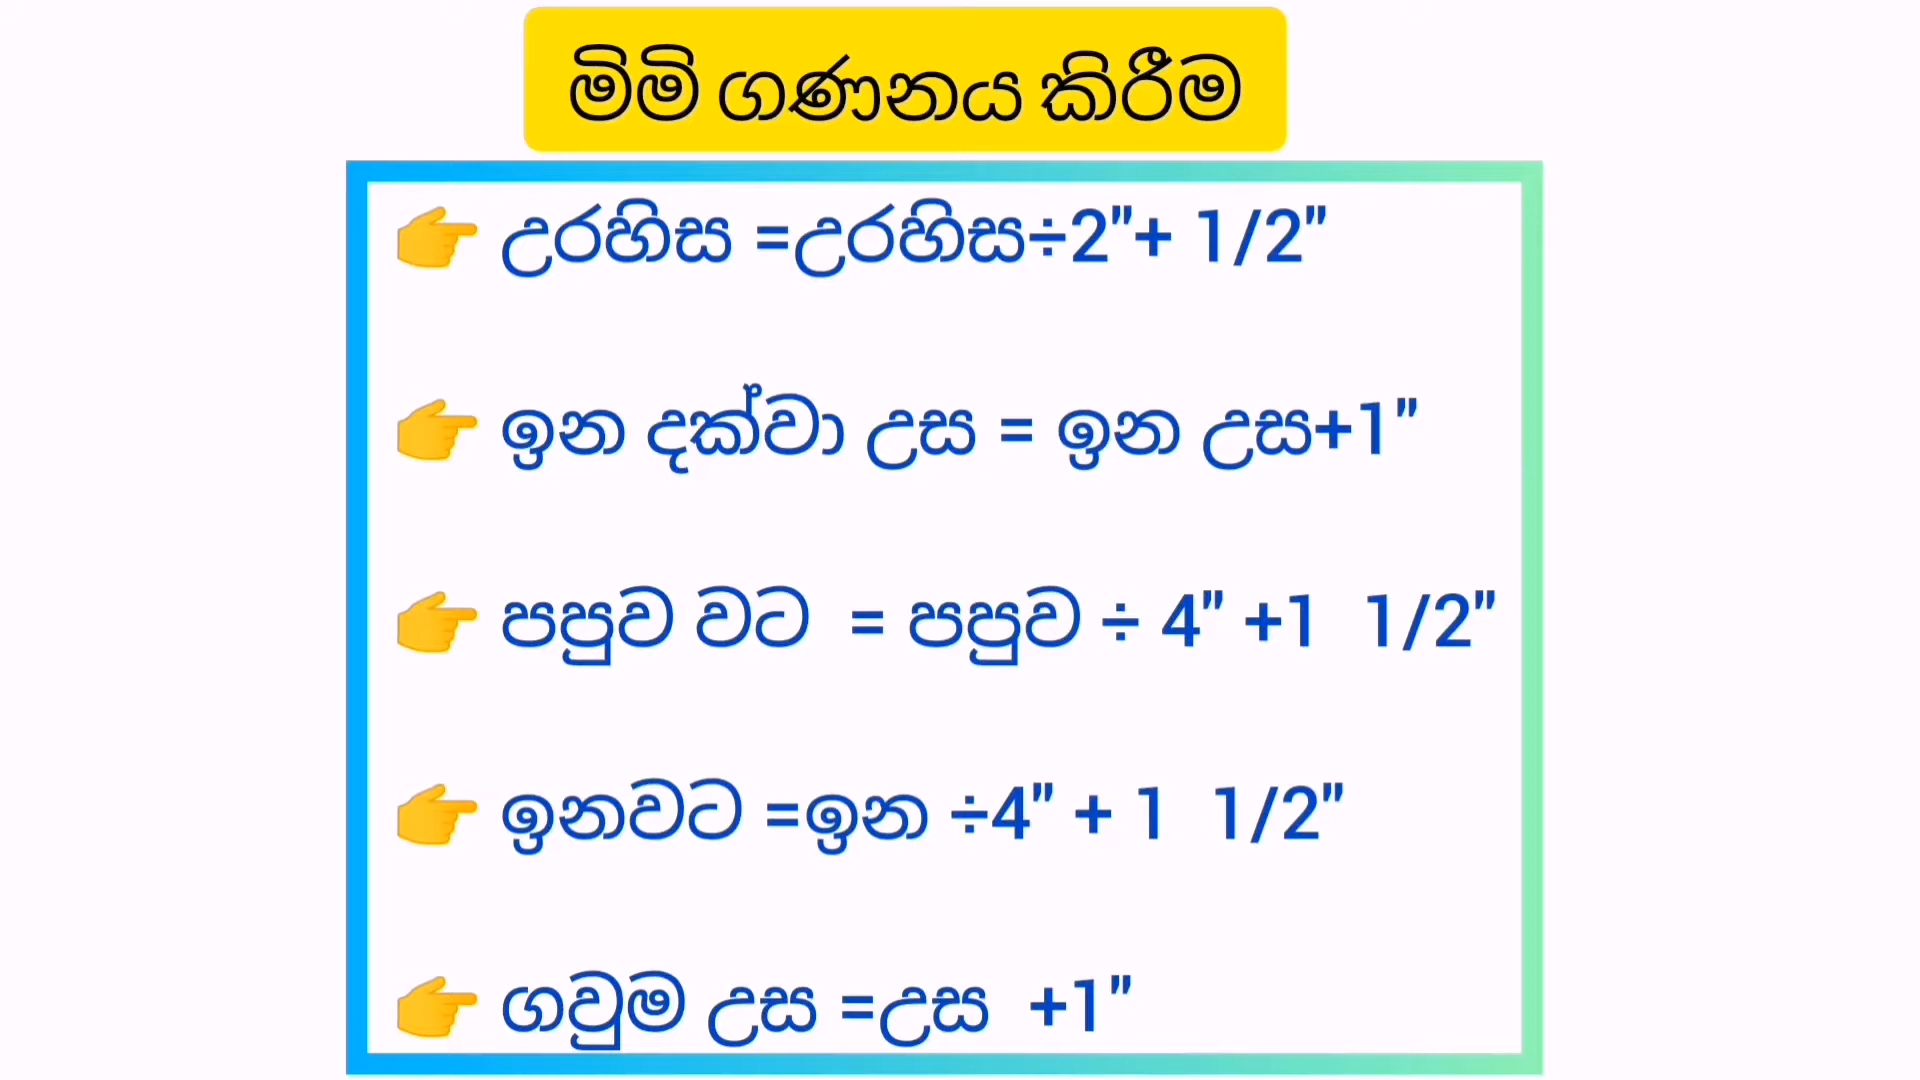 මිමි ගණනය කිරීම
👉 උරහිස =උරහිස÷2"+ 1/2"
👉 ඉන දක්වා උස = ඉන උස+1"
👉 පපුව වට = පපුව ÷ 4" +1 1/2"
👉 ඉනවට =ඉන ÷4" + 1 1/2"
👉 ගවුම උස =උස +1"